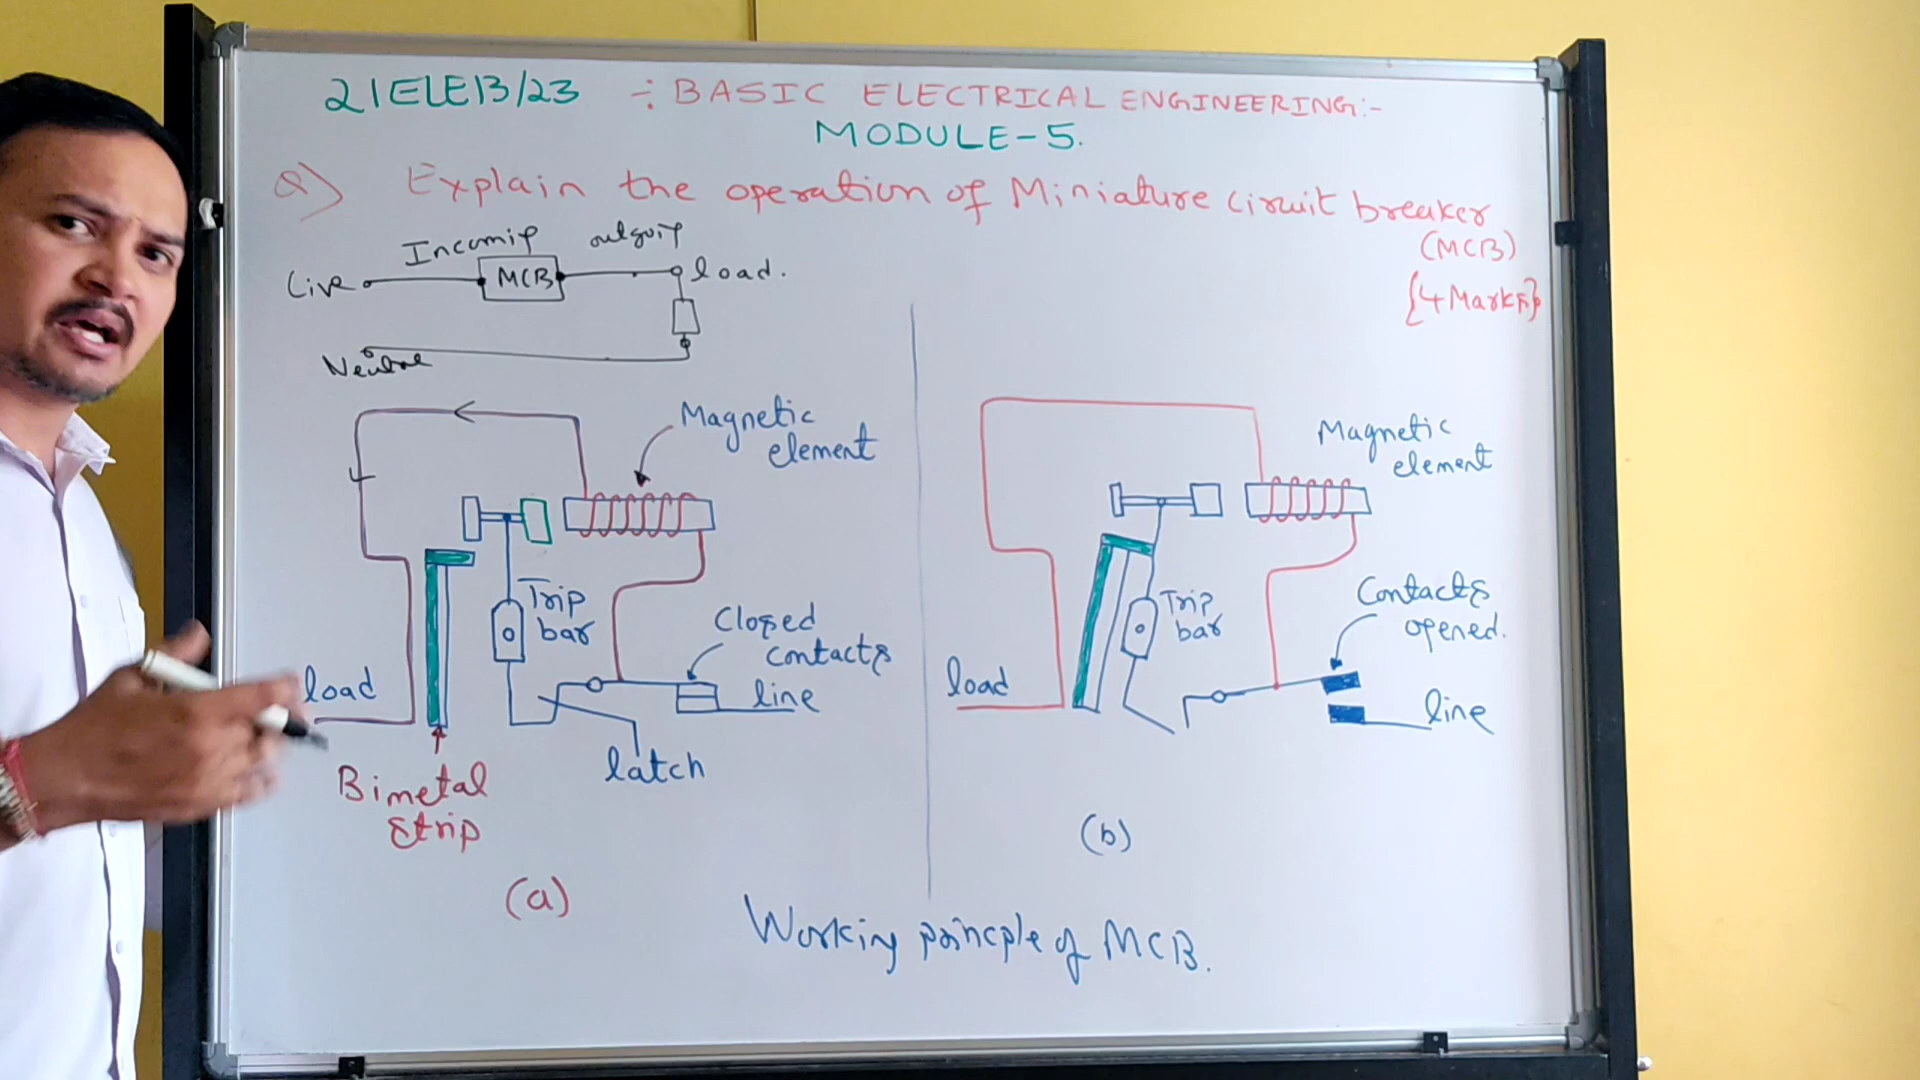 21ELE13/23 :- BASIC ELECTRICAL ENGINEERING:-
MODULE-5.
Q) Explain the operation of Miniature Circuit breaker
(MCB)
{4 Marks}
Incoming outgoing
Live MCB load.
Neutral
Magnetic
element
Trip
bar
Closed
contacts
load
line
latch
Bimetal
strip
(a)
Magnetic
element
Trip
bar
Contacts
opened.
load
line
(b)
Working principle of MCB.